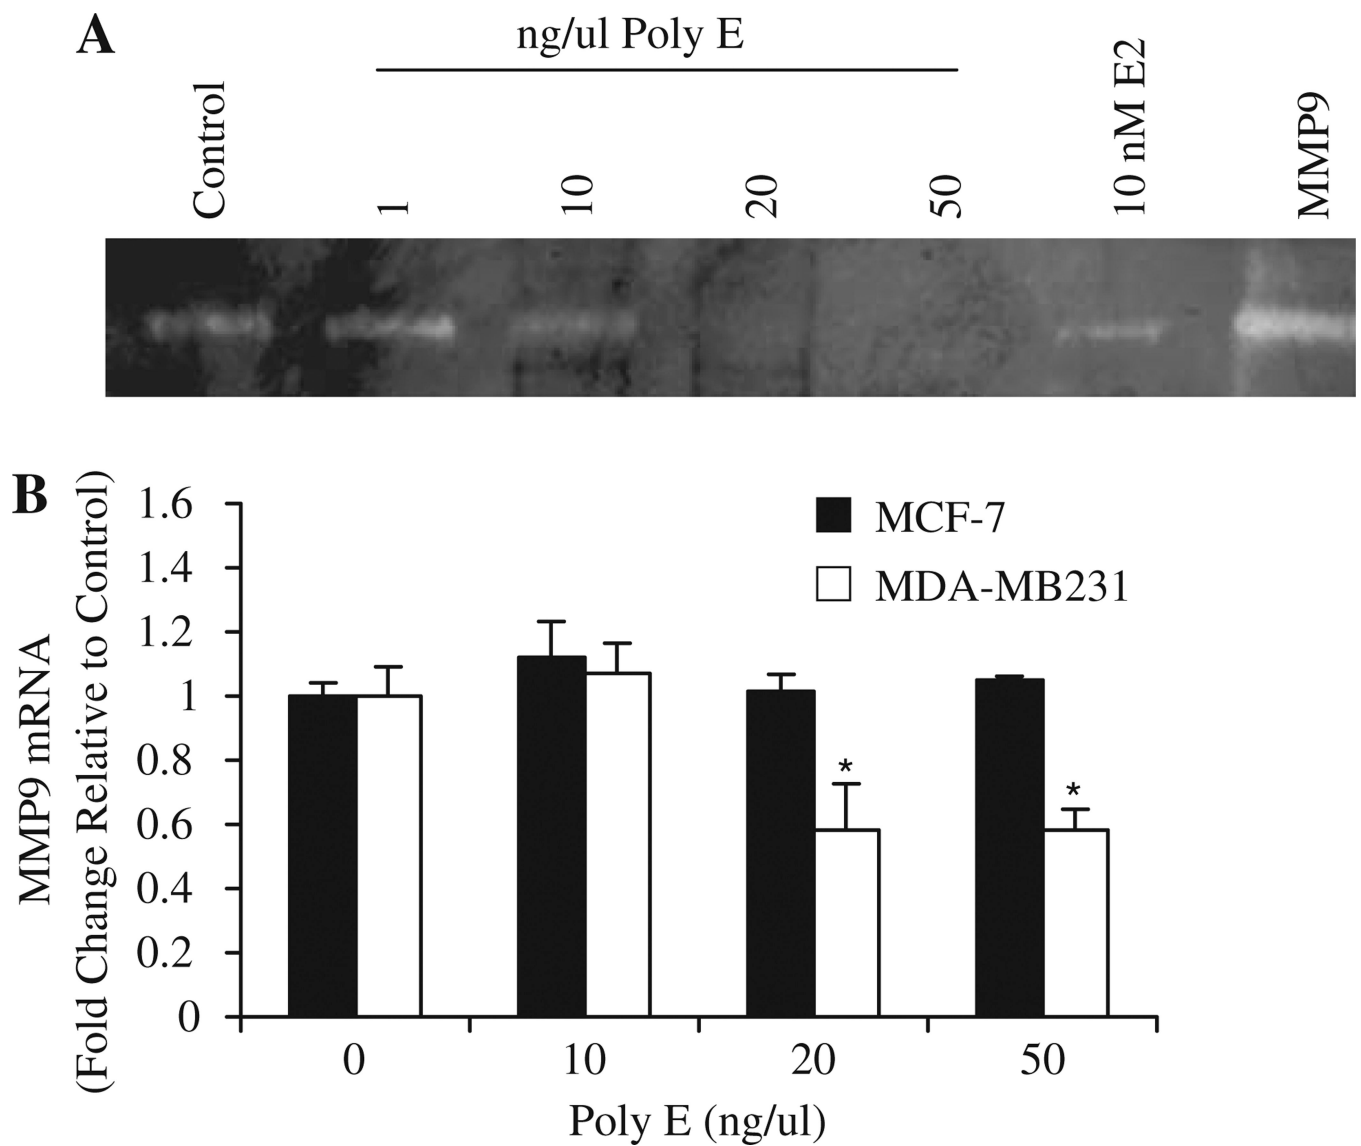 A
ng/ul Poly E
Control
1
10
20
50
10 nM E2
MMP9
B
MMP9 mRNA
(Fold Change Relative to Control)
1.6
1.4
1.2
1
0.8
0.6
0.4
0.2
0
MCF-7
MDA-MB231
*
*
0 10 20 50
Poly E (ng/ul)